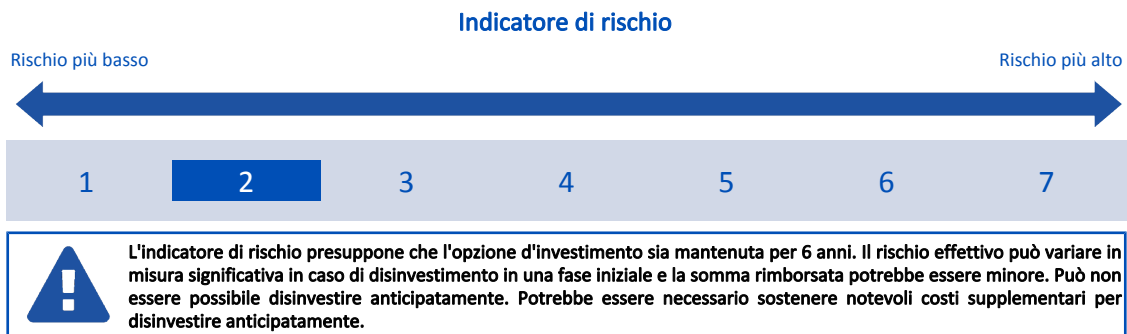 Indicatore di rischio
Rischio più basso Rischio più alto
1 2 3 4 5 6 7
L'indicatore di rischio presuppone che l'opzione d'investimento sia mantenuta per 6 anni. Il rischio effettivo può variare in
misura significativa in caso di disinvestimento in una fase iniziale e la somma rimborsata potrebbe essere minore. Può non
essere possibile disinvestire anticipatamente. Potrebbe essere necessario sostenere notevoli costi supplementari per
disinvestire anticipatamente.